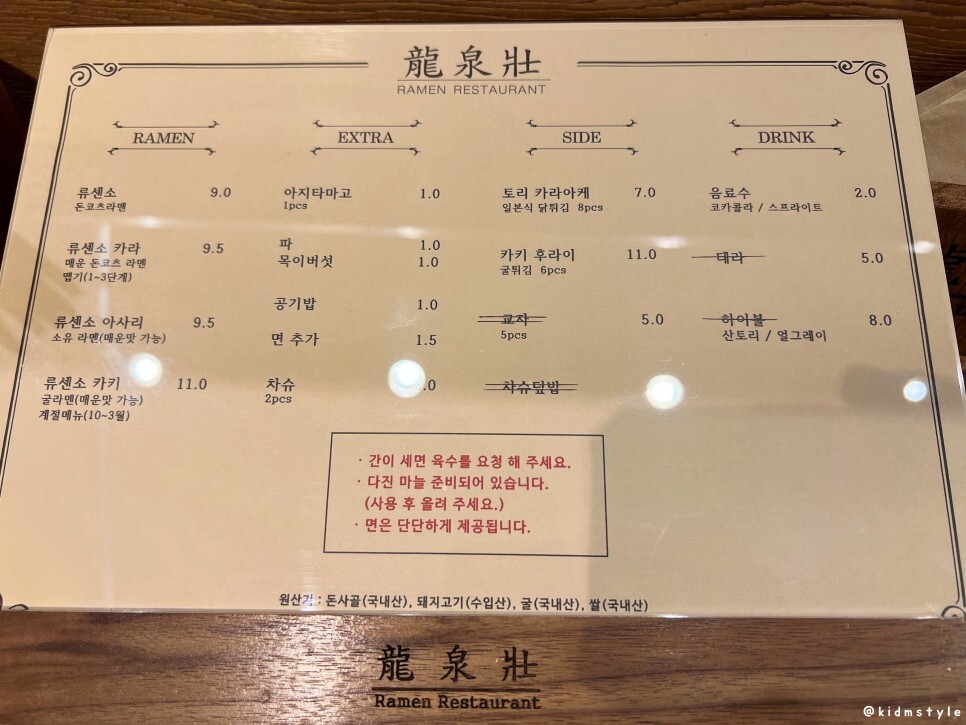 龍泉壯
RAMEN RESTAURANT
RAMEN
류센소 9.0
돈코츠라멘
류센소 카라 9.5
매운 돈코츠 라멘
맵기(1~3단계)
류센소 아사리 9.5
소유 라멘(매운맛 가능)
류센소 카키 11.0
굴라멘(매운맛 가능)
계절메뉴(10~3월)
EXTRA
아지타마고 1.0
1pcs
파 1.0
목이버섯 1.0
공기밥 1.0
면 추가 1.5
차슈 .0
2pcs
SIDE
토리 카라아케 7.0
일본식 닭튀김 8pcs
카키 후라이 11.0
굴튀김 6pcs
교자 5.0
5pcs
차슈덮밥
DRINK
음료수 2.0
코카콜라 / 스프라이트
테라 5.0
하이볼 8.0
산토리 / 얼그레이
· 간이 세면 육수를 요청 해 주세요.
· 다진 마늘 준비되어 있습니다.
(사용 후 올려 주세요.)
· 면은 단단하게 제공됩니다.
원산지 : 돈사골(국내산), 돼지고기(수입산), 굴(국내산), 쌀(국내산)
龍泉壯
Ramen Restaurant
@kidmstyle